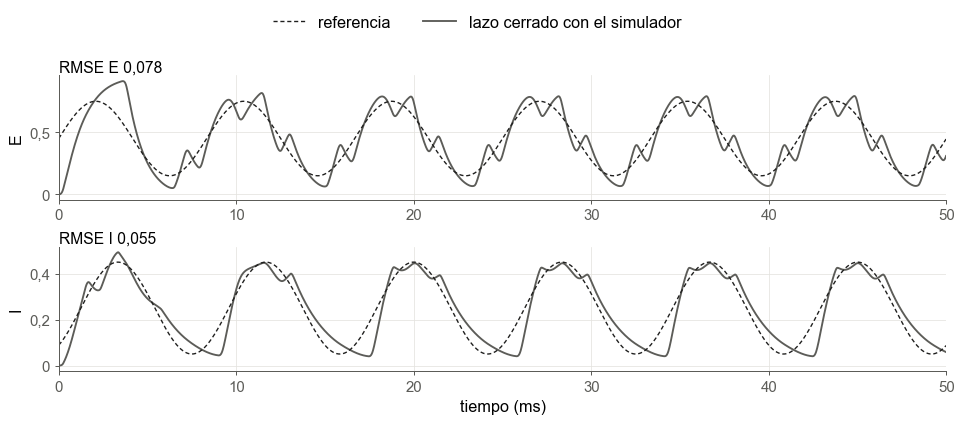 referencia lazo cerrado con el simulador
RMSE E 0,078
E
0,5
0
0 10 20 30 40 50
RMSE I 0,055
I
0,4
0,2
0
0 10 20 30 40 50
tiempo (ms)